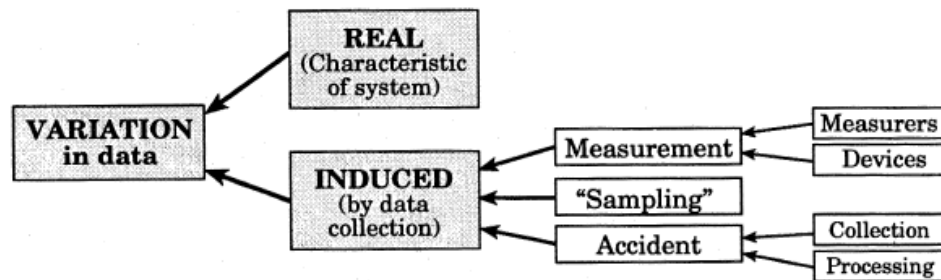 REAL
(Characteristic
of system)
VARIATION
in data
INDUCED
(by data
collection)
Measurement
"Sampling"
Accident
Measurers
Devices
Collection
Processing